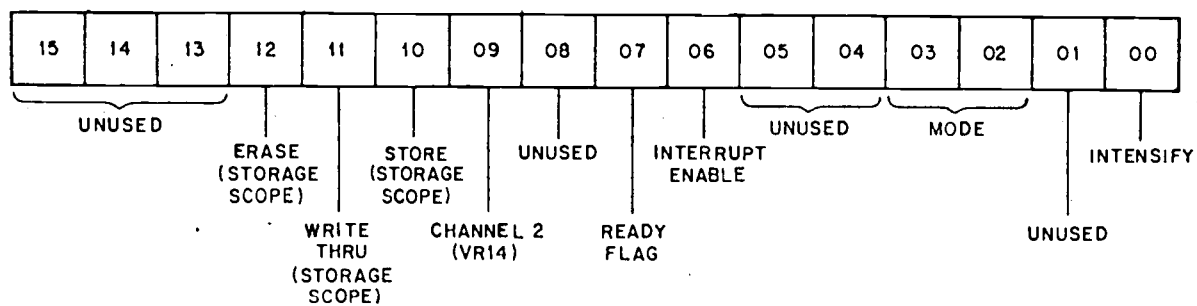 15 14 13 12 11 10 09 08 07 06 05 04 03 02 01 00
UNUSED
ERASE
(STORAGE
SCOPE)
WRITE
THRU
(STORAGE
SCOPE)
STORE
(STORAGE
SCOPE)
CHANNEL 2
(VR14)
UNUSED
READY
FLAG
INTERRUPT
ENABLE
UNUSED
MODE
UNUSED
INTENSIFY